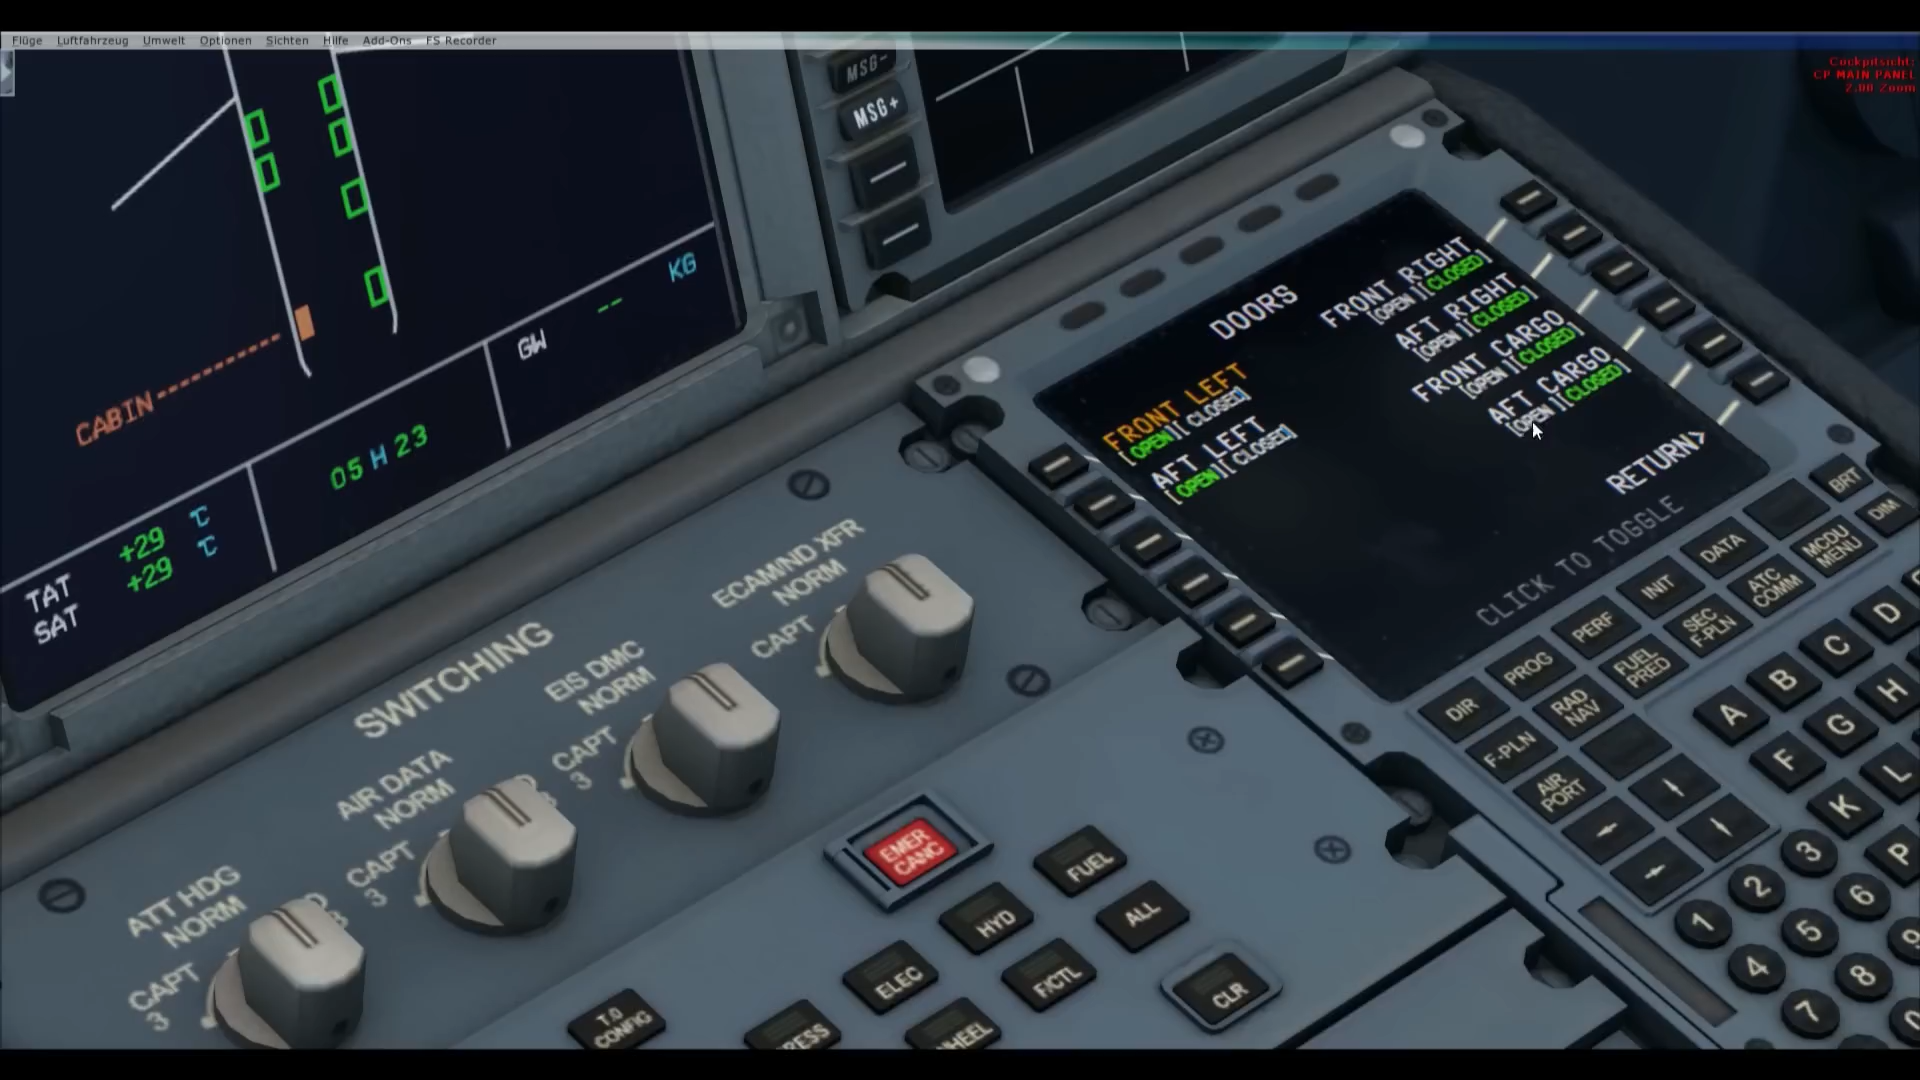 Flüge Luftfahrzeug Umwelt Optionen Sichten Hilfe Add-Ons FS Recorder
Cockpitsicht:
CP MAIN PANEL
2.00 Zoom
MSG-
MSG+
KG
GW --
CABIN
05 H 23
TAT +29 °C
SAT +29 °C
DOORS
FRONT RIGHT
[OPEN][CLOSED]
AFT RIGHT
[OPEN][CLOSED]
FRONT CARGO
[OPEN][CLOSED]
AFT CARGO
[OPEN][CLOSED]
FRONT LEFT
[OPEN][CLOSED]
AFT LEFT
[OPEN][CLOSED]
RETURN>
CLICK TO TOGGLE
SWITCHING
ATT HDG
NORM
CAPT
3
AIR DATA
NORM
CAPT
3
EIS DMC
NORM
CAPT
3
ECAM/ND XFR
NORM
CAPT
EMER
CANC
FUEL
HYD
ALL
ELEC
F/CTL
CLR
T.O
CONFIG
BRT
DIM
DIR
PROG
PERF
INIT
DATA
F-PLN
RAD
NAV
FUEL
PRED
SEC
F-PLN
ATC
COMM
MCDU
MENU
AIR
PORT
A B C D
F G H
K L
P
1 2 3
4 5 6
7 8 9